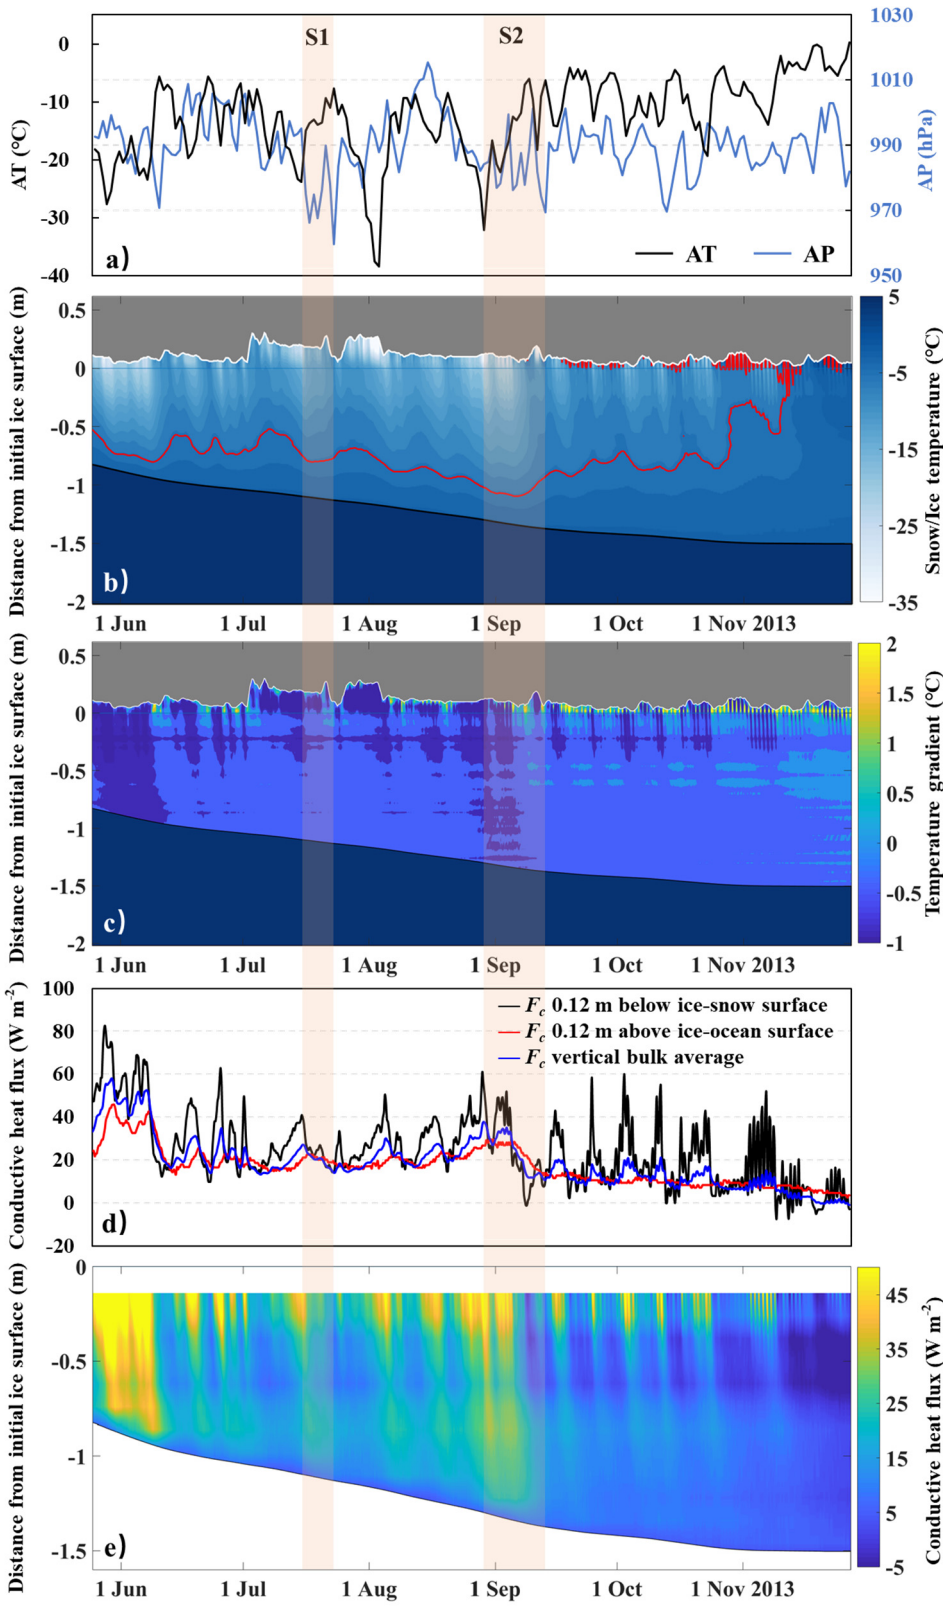 1030
S1
S2
0
1010
-10
AT (℃)
-20
990
AP (hPa)
-30
970
AT
AP
a)
-40
950
Distance from initial ice surface (m)
0.5
0
-0.5
-1
-1.5
-2
b)
5
-5
-15
-25
-35
Snow/Ice temperature (℃)
1 Jun
1 Jul
1 Aug
1 Sep
1 Oct
1 Nov 2013
Distance from initial ice surface (m)
0.5
0
-0.5
-1
-1.5
-2
c)
2
1.5
1
0.5
0
-0.5
-1
Temperature gradient (℃)
1 Jun
1 Jul
1 Aug
1 Sep
1 Oct
1 Nov 2013
Conductive heat flux (W m-2)
100
80
60
40
20
0
-20
Fc 0.12 m below ice-snow surface
Fc 0.12 m above ice-ocean surface
Fc vertical bulk average
d)
Distance from initial ice surface (m)
0
-0.5
-1
-1.5
e)
45
35
25
15
5
-5
Conductive heat flux (W m-2)
1 Jun
1 Jul
1 Aug
1 Sep
1 Oct
1 Nov 2013